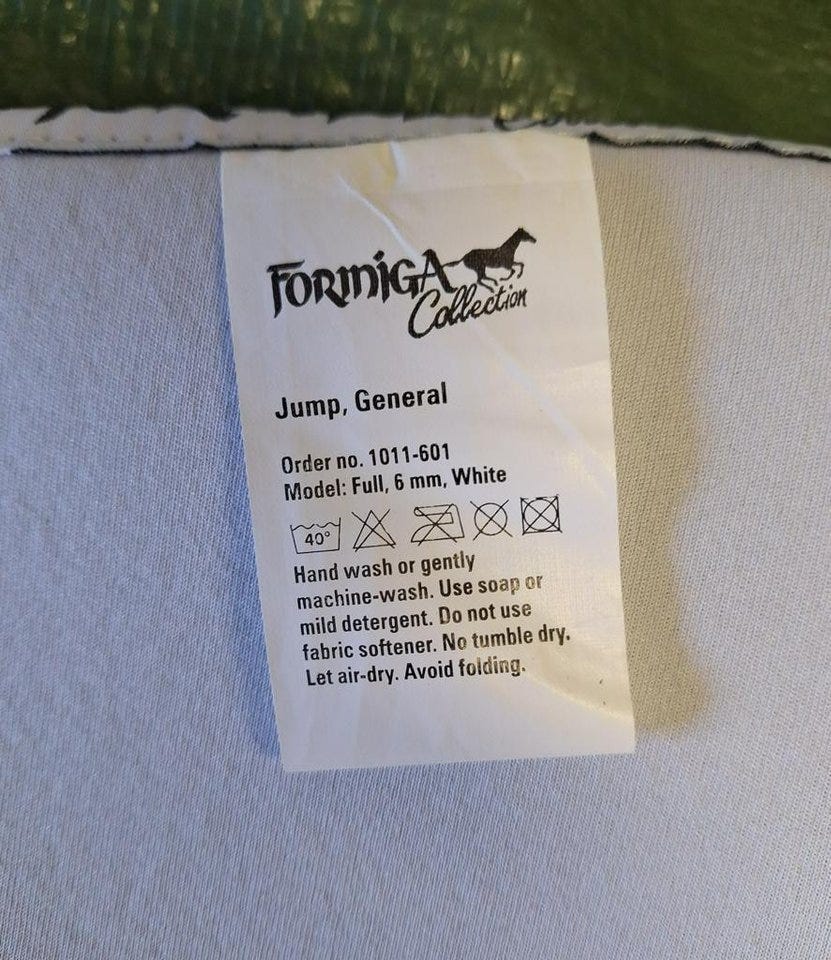 FORMIGA
Collection
Jump, General
Order no. 1011-601
Model: Full, 6 mm, White
40°
Hand wash or gently
machine-wash. Use soap or
mild detergent. Do not use
fabric softener. No tumble dry.
Let air-dry. Avoid folding.